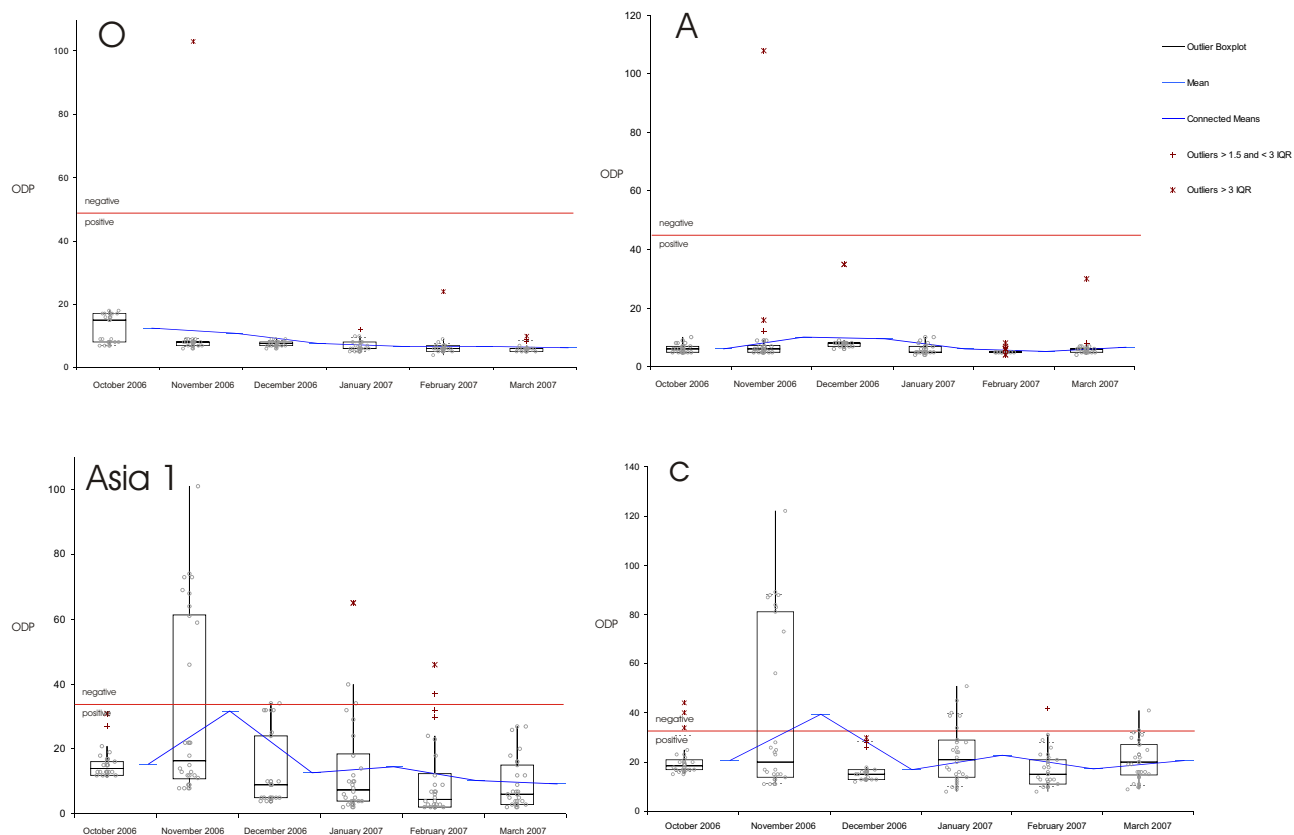 O
100
80
60
ODP
negative
positive
40
20
0
October 2006 November 2006 December 2006 January 2007 February 2007 March 2007
A
120
100
80
60
ODP
negative
positive
40
20
0
October 2006 November 2006 December 2006 January 2007 February 2007 March 2007
Outlier Boxplot
Mean
Connected Means
Outliers > 1.5 and < 3 IQR
Outliers > 3 IQR
Asia 1
100
80
60
ODP
40
negative
positive
20
0
October 2006 November 2006 December 2006 January 2007 February 2007 March 2007
C
140
120
100
80
ODP
60
40
negative
positive
20
0
October 2006 November 2006 December 2006 January 2007 February 2007 March 2007